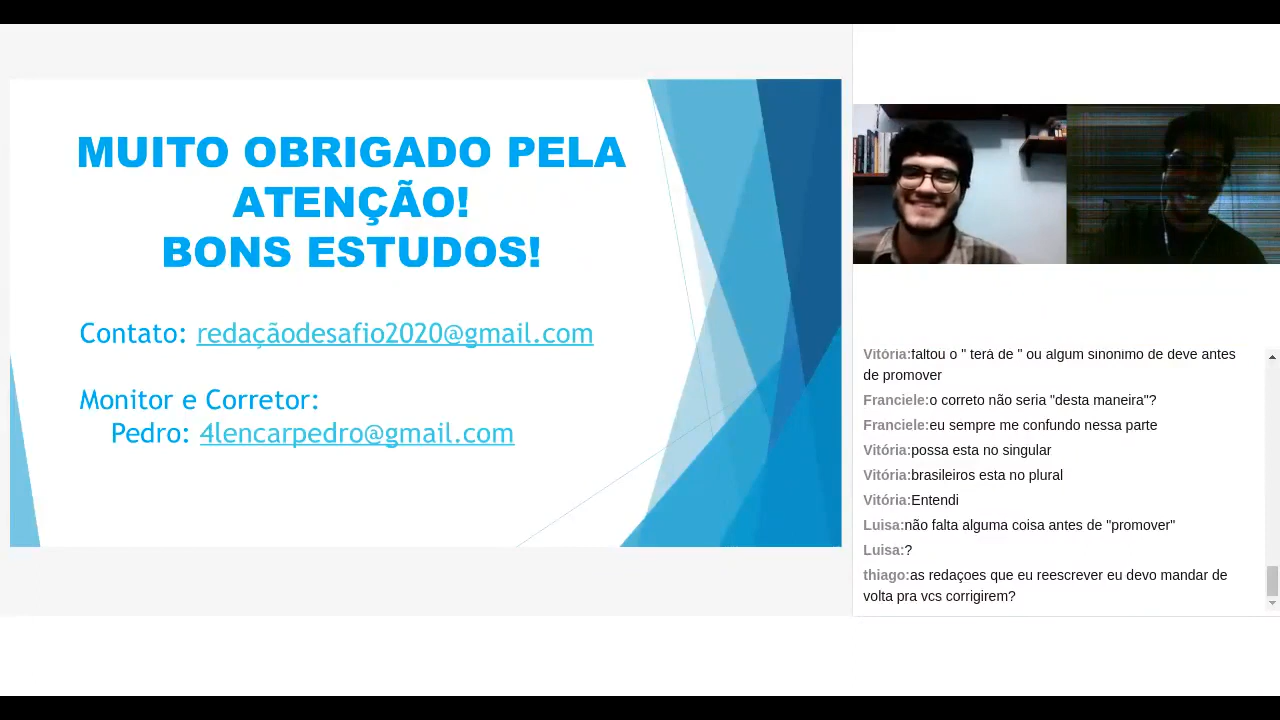 MUITO OBRIGADO PELA
ATENÇÃO!
BONS ESTUDOS!
Contato: redaçãodesafio2020@gmail.com
Monitor e Corretor:
Pedro: 4lencarpedro@gmail.com
Vitória:faltou o " terá de " ou algum sinonimo de deve antes
de promover
Franciele:o correto não seria "desta maneira"?
Franciele:eu sempre me confundo nessa parte
Vitória:possa esta no singular
Vitória:brasileiros esta no plural
Vitória:Entendi
Luisa:não falta alguma coisa antes de "promover"
Luisa:?
thiago:as redaçoes que eu reescrever eu devo mandar de
volta pra vcs corrigirem?